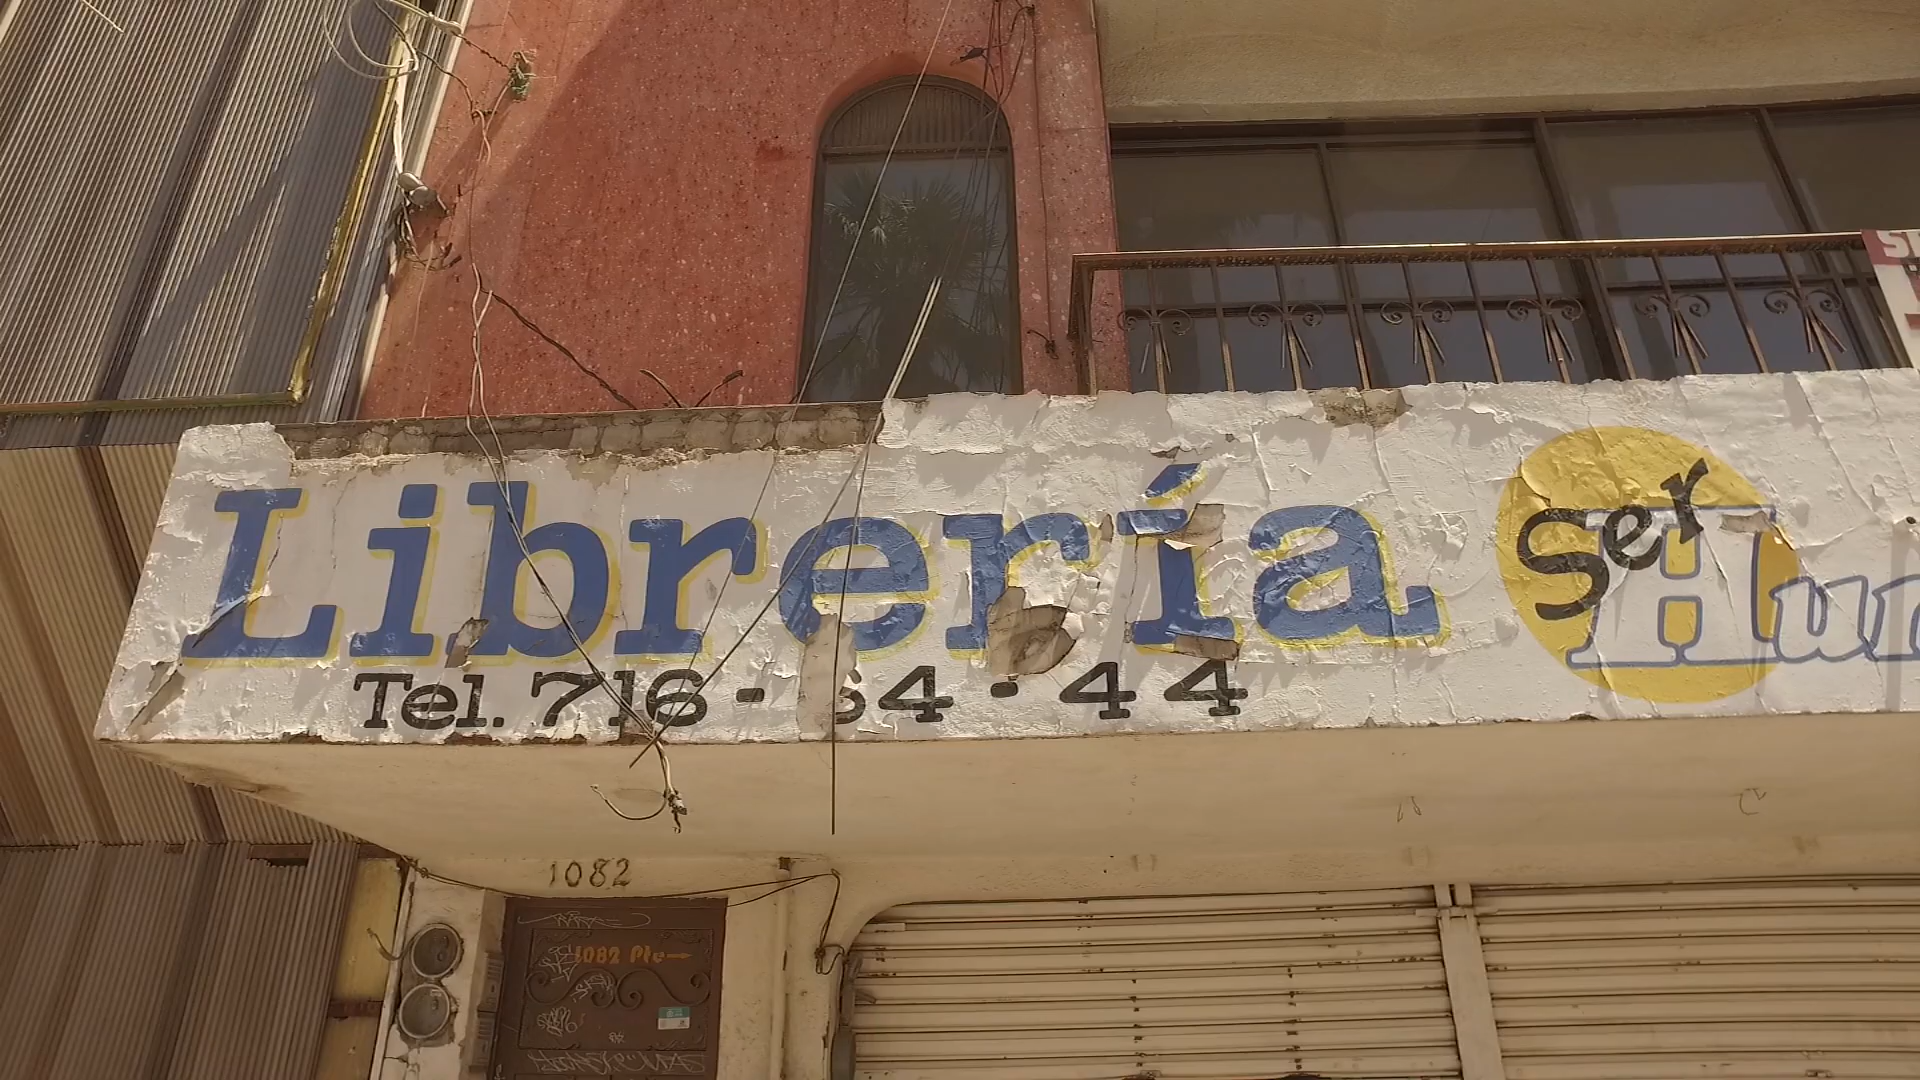 Librería
Ser
Tel. 716 - 64 - 44
1082
1082 Pte→